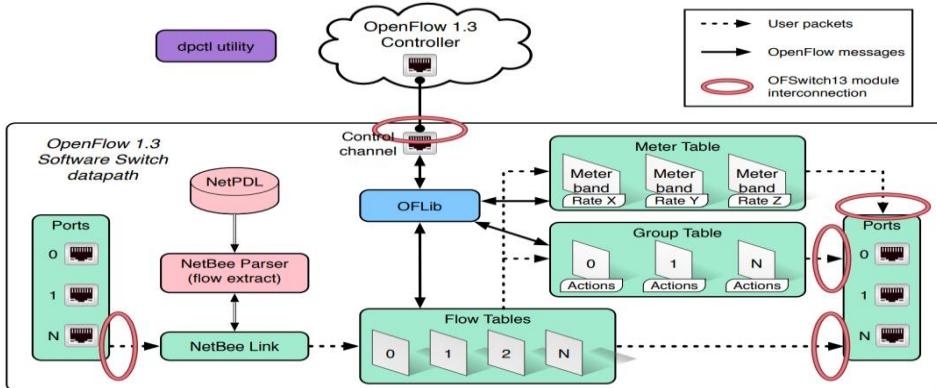 dpctl utility
OpenFlow 1.3
Controller
User packets
OpenFlow messages
OFSwitch13 module
interconnection
OpenFlow 1.3
Software Switch
datapath
Control
channel
NetPDL
NetBee Parser
(flow extract)
NetBee Link
OFLib
Ports
0
1
N
Meter Table
Meter
band
Rate X
Meter
band
Rate Y
Meter
band
Rate Z
Group Table
0
Actions
1
Actions
N
Actions
Flow Tables
0
1
2
N
Ports
0
1
N